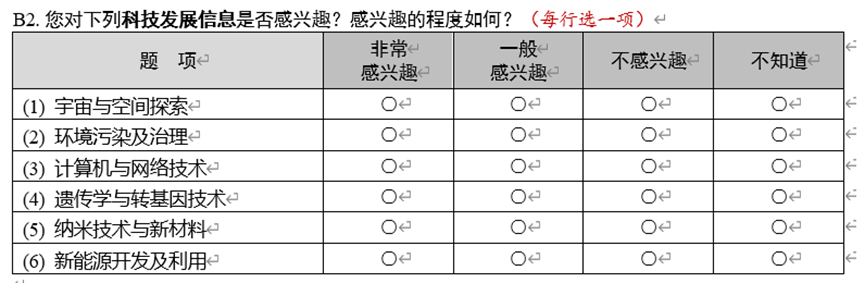 B2. 您对下列科技发展信息是否感兴趣？感兴趣的程度如何？（每行选一项）
题 项 非常感兴趣 一般感兴趣 不感兴趣 不知道
(1) 宇宙与空间探索 ○ ○ ○ ○
(2) 环境污染及治理 ○ ○ ○ ○
(3) 计算机与网络技术 ○ ○ ○ ○
(4) 遗传学与转基因技术 ○ ○ ○ ○
(5) 纳米技术与新材料 ○ ○ ○ ○
(6) 新能源开发及利用 ○ ○ ○ ○